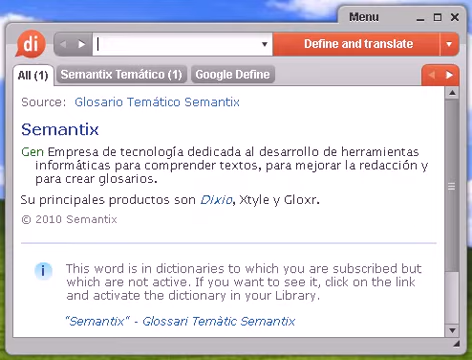 Menu
di
Define and translate
All (1) Semantix Temático (1) Google Define
Source: Glosario Temático Semantix
Semantix
Gen Empresa de tecnología dedicada al desarrollo de herramientas
informáticas para comprender textos, para mejorar la redacción y
para crear glosarios.
Su principales productos son Dixio, Xtyle y Gloxr.
© 2010 Semantix
i
This word is in dictionaries to which you are subscribed but
which are not active. If you want to see it, click on the link
and activate the dictionary in your Library.
"Semantix" - Glossari Temàtic Semantix